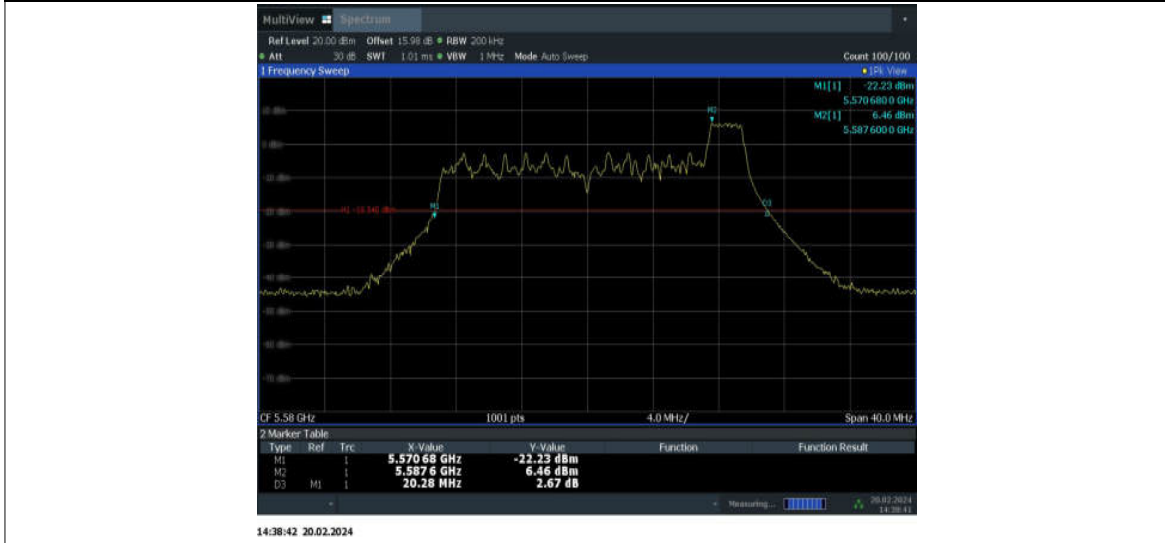 MultiView Spectrum
Ref Level 20.00 dBm Offset 15.98 dB RBW 200 kHz
Att 30 dB SWT 1.01 ms VBW 1 MHz Mode Auto Sweep Count 100/100
1 Frequency Sweep 1Pk View
M1[1] -22.23 dBm
5.570 680 0 GHz
M2[1] 6.46 dBm
5.587 600 0 GHz
M2
M1
D3
CF 5.58 GHz 1001 pts 4.0 MHz/ Span 40.0 MHz
2 Marker Table
Type Ref Trc X-Value Y-Value Function Function Result
M1 1 5.570 68 GHz -22.23 dBm
M2 1 5.587 6 GHz 6.46 dBm
D3 M1 1 20.28 MHz 2.67 dB
Measuring... 20.02.2024
14:38:41
14:38:42 20.02.2024